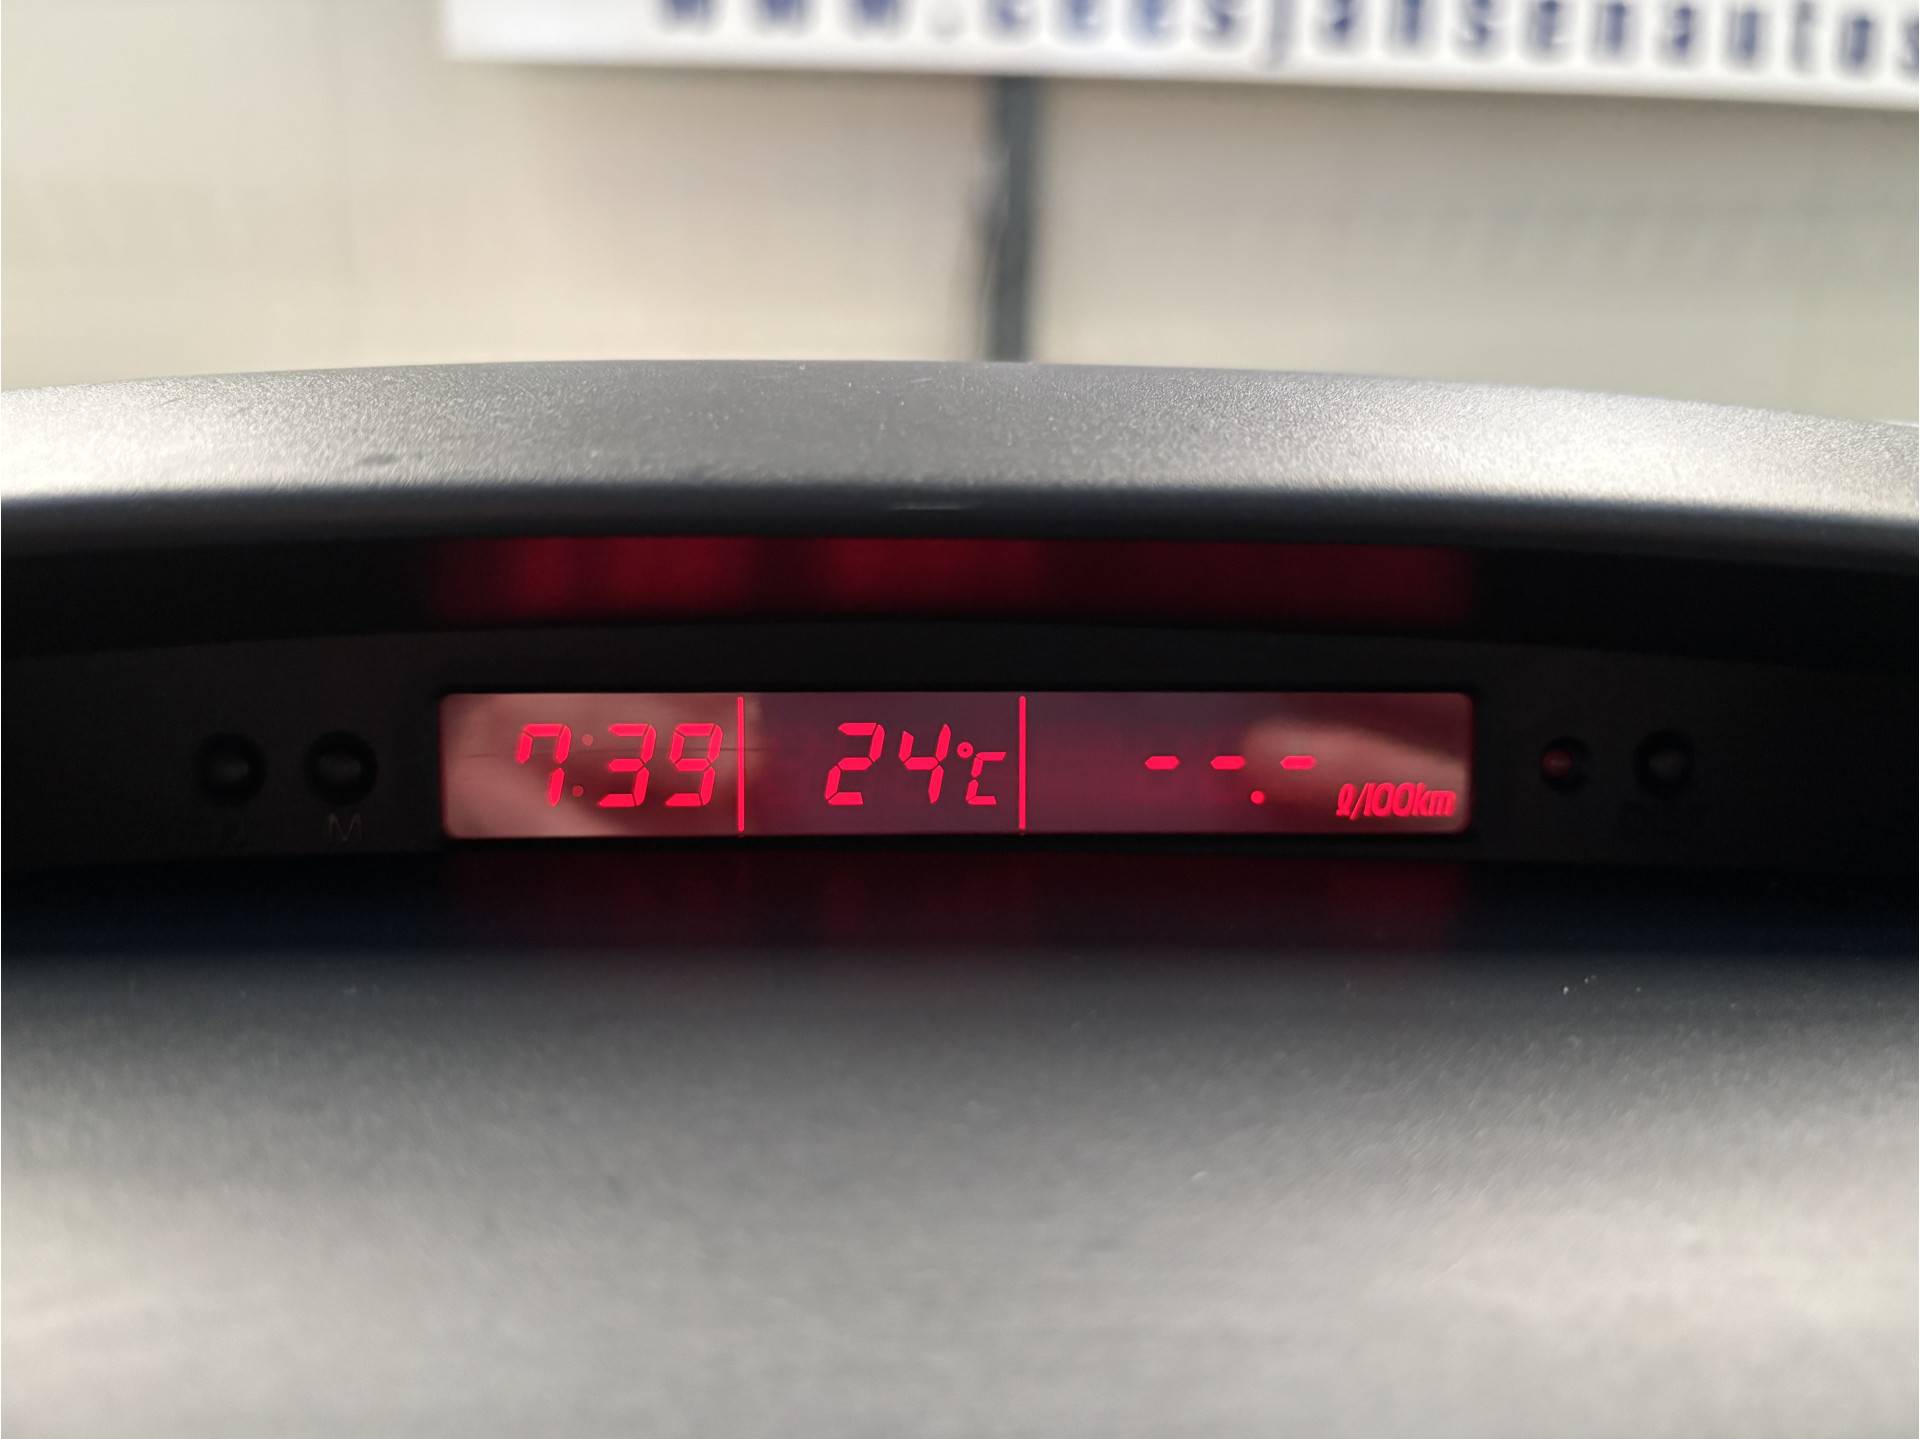 www.ceesjansenautos
7:39 24°C --.- ℓ/100km
M